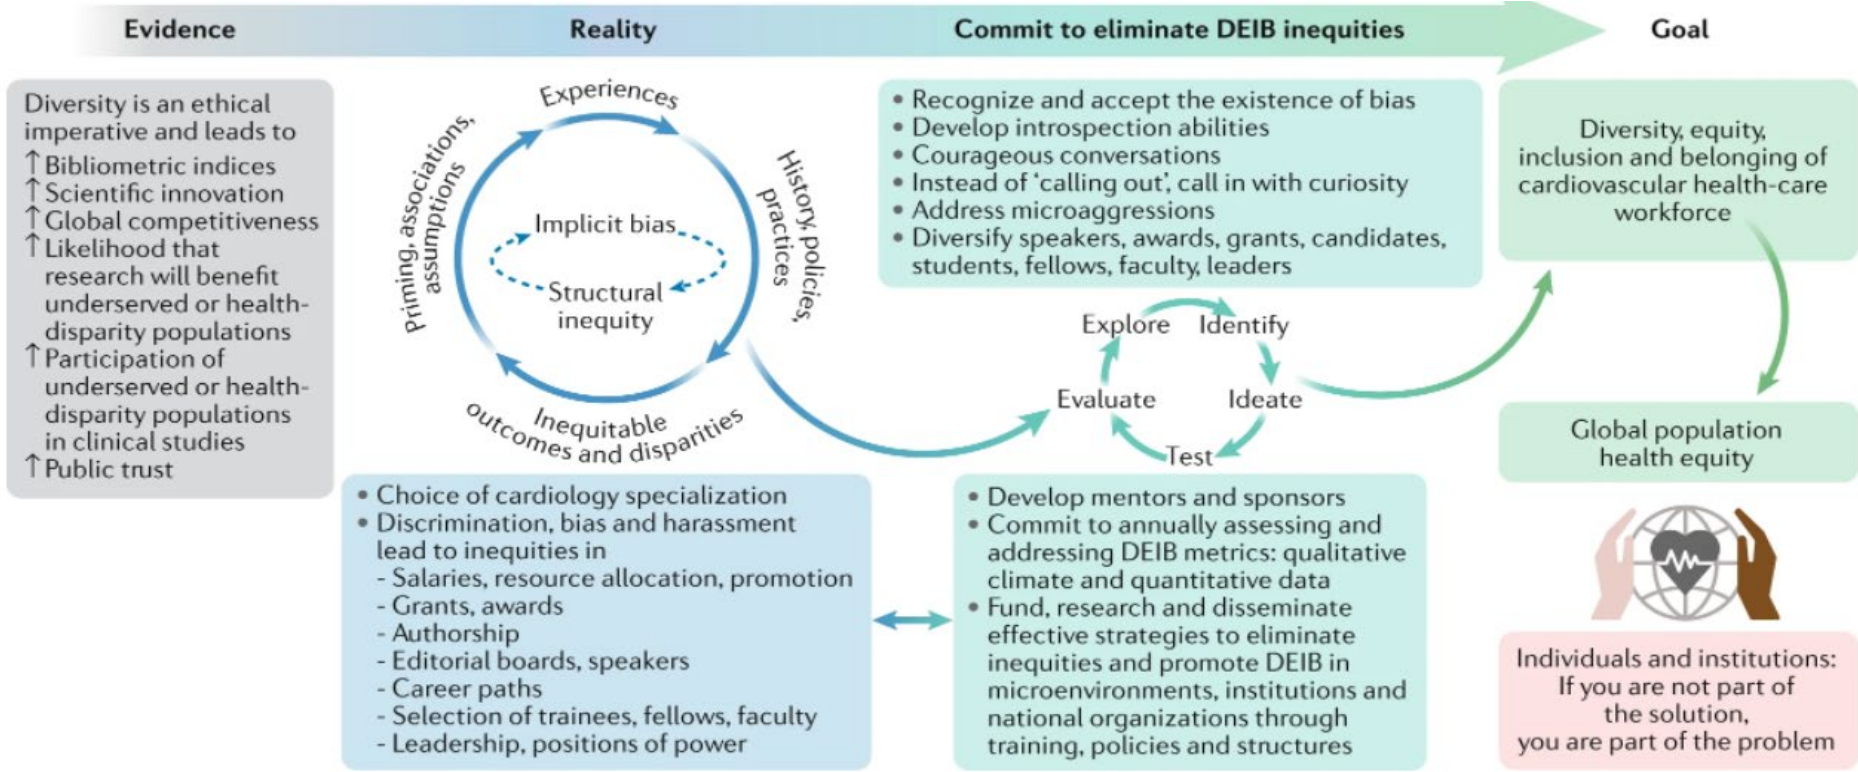 Evidence
Reality
Commit to eliminate DEIB inequities
Goal
Diversity is an ethical
imperative and leads to
↑ Bibliometric indices
↑ Scientific innovation
↑ Global competitiveness
↑ Likelihood that
research will benefit
underserved or health-
disparity populations
↑ Participation of
underserved or health-
disparity populations
in clinical studies
↑ Public trust
Experiences
History, policies,
practices
Inequitable
outcomes and disparities
Priming, associations,
assumptions
Implicit bias
Structural
inequity
• Choice of cardiology specialization
• Discrimination, bias and harassment
lead to inequities in
- Salaries, resource allocation, promotion
- Grants, awards
- Authorship
- Editorial boards, speakers
- Career paths
- Selection of trainees, fellows, faculty
- Leadership, positions of power
• Recognize and accept the existence of bias
• Develop introspection abilities
• Courageous conversations
• Instead of ‘calling out’, call in with curiosity
• Address microaggressions
• Diversify speakers, awards, grants, candidates,
students, fellows, faculty, leaders
Explore
Identify
Ideate
Test
Evaluate
• Develop mentors and sponsors
• Commit to annually assessing and
addressing DEIB metrics: qualitative
climate and quantitative data
• Fund, research and disseminate
effective strategies to eliminate
inequities and promote DEIB in
microenvironments, institutions and
national organizations through
training, policies and structures
Diversity, equity,
inclusion and belonging of
cardiovascular health-care
workforce
Global population
health equity
Individuals and institutions:
If you are not part of
the solution,
you are part of the problem